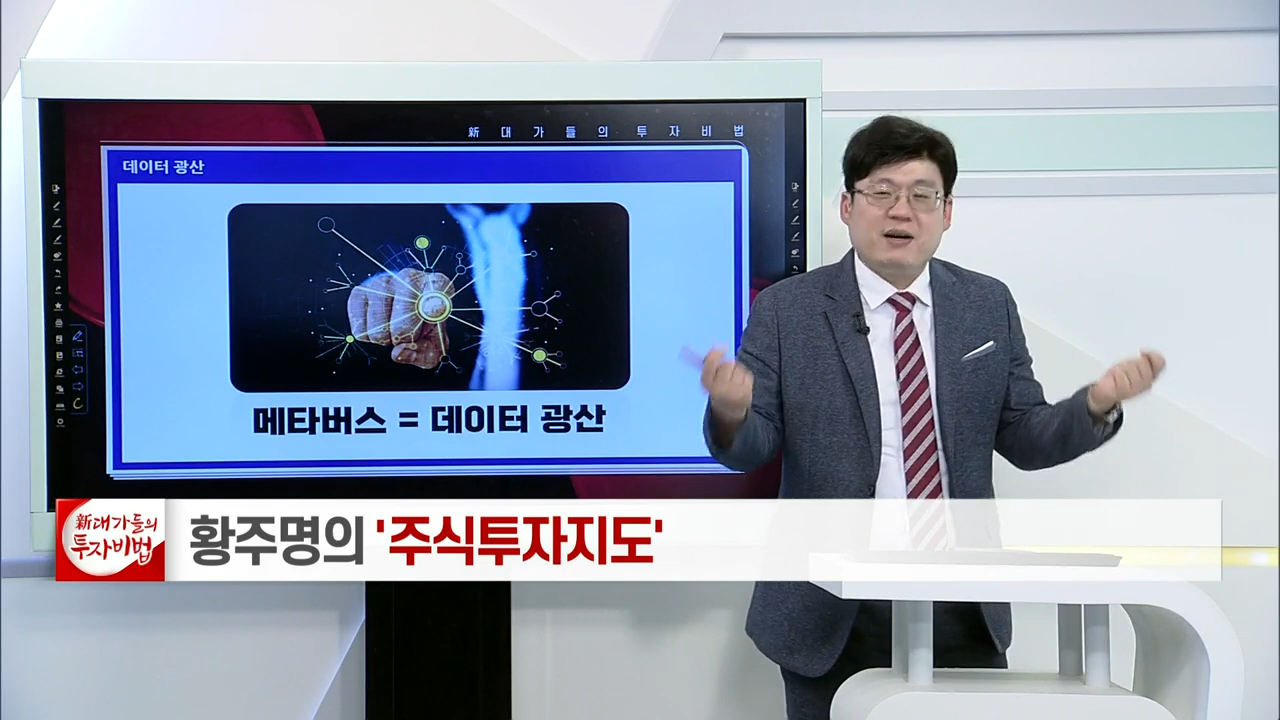 新 대 가 들 의 투 자 비 법
데이터 광산
메타버스 = 데이터 광산
新대가들의
투자비법
황주명의 '주식투자지도'